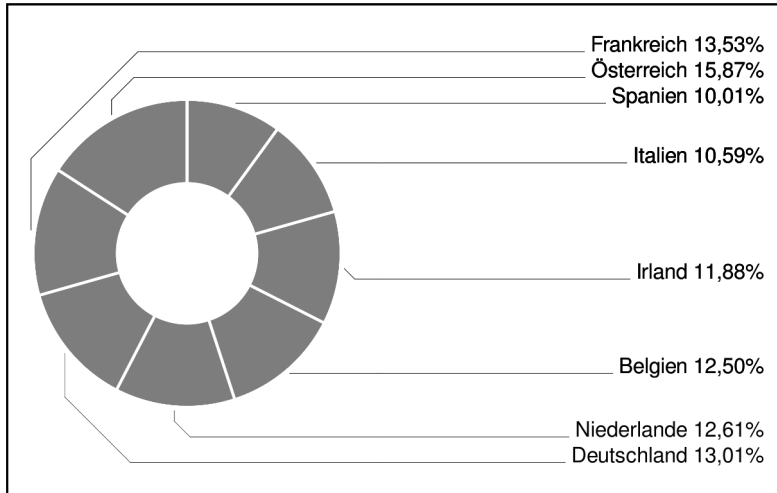 Frankreich 13,53%
Österreich 15,87%
Spanien 10,01%
Italien 10,59%
Irland 11,88%
Belgien 12,50%
Niederlande 12,61%
Deutschland 13,01%